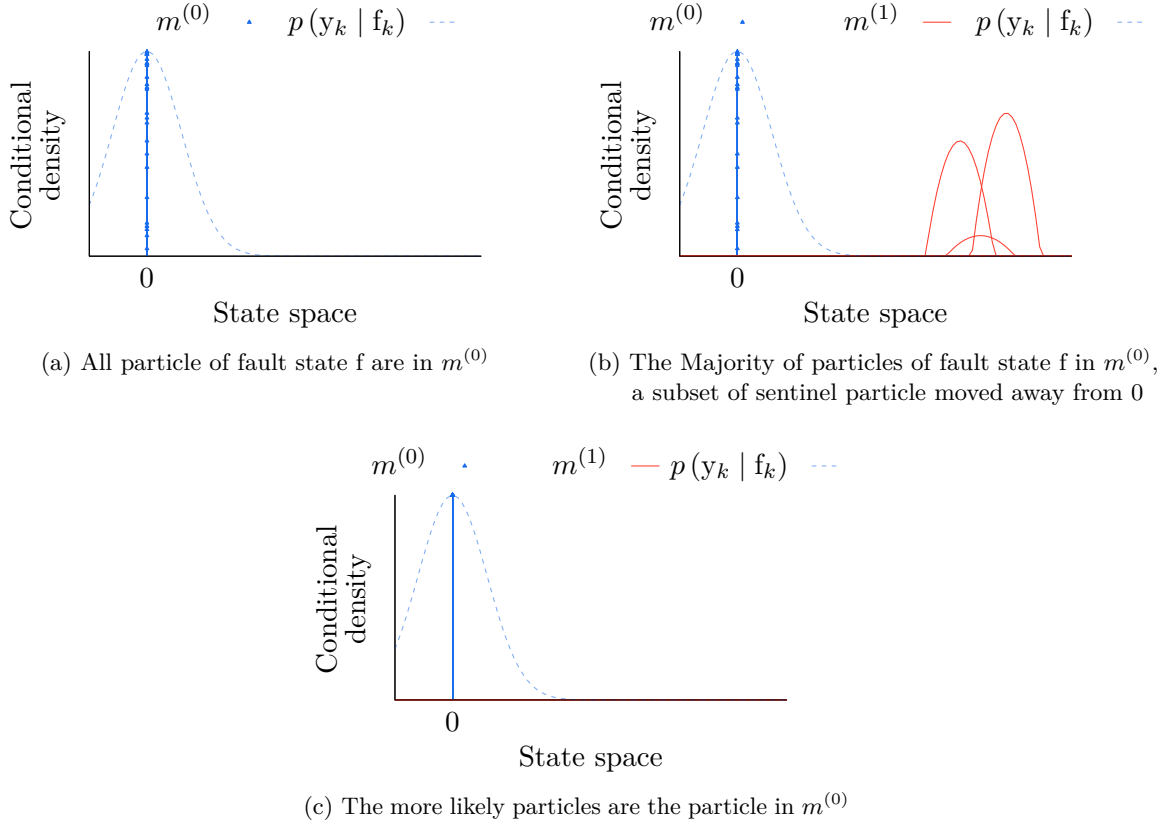 m^(0) p (y_k | f_k)
Conditional
density
0
State space
(a) All particle of fault state f are in m^(0)
m^(0) m^(1) p (y_k | f_k)
Conditional
density
0
State space
(b) The Majority of particles of fault state f in m^(0),
a subset of sentinel particle moved away from 0
m^(0) m^(1) p (y_k | f_k)
Conditional
density
0
State space
(c) The more likely particles are the particle in m^(0)